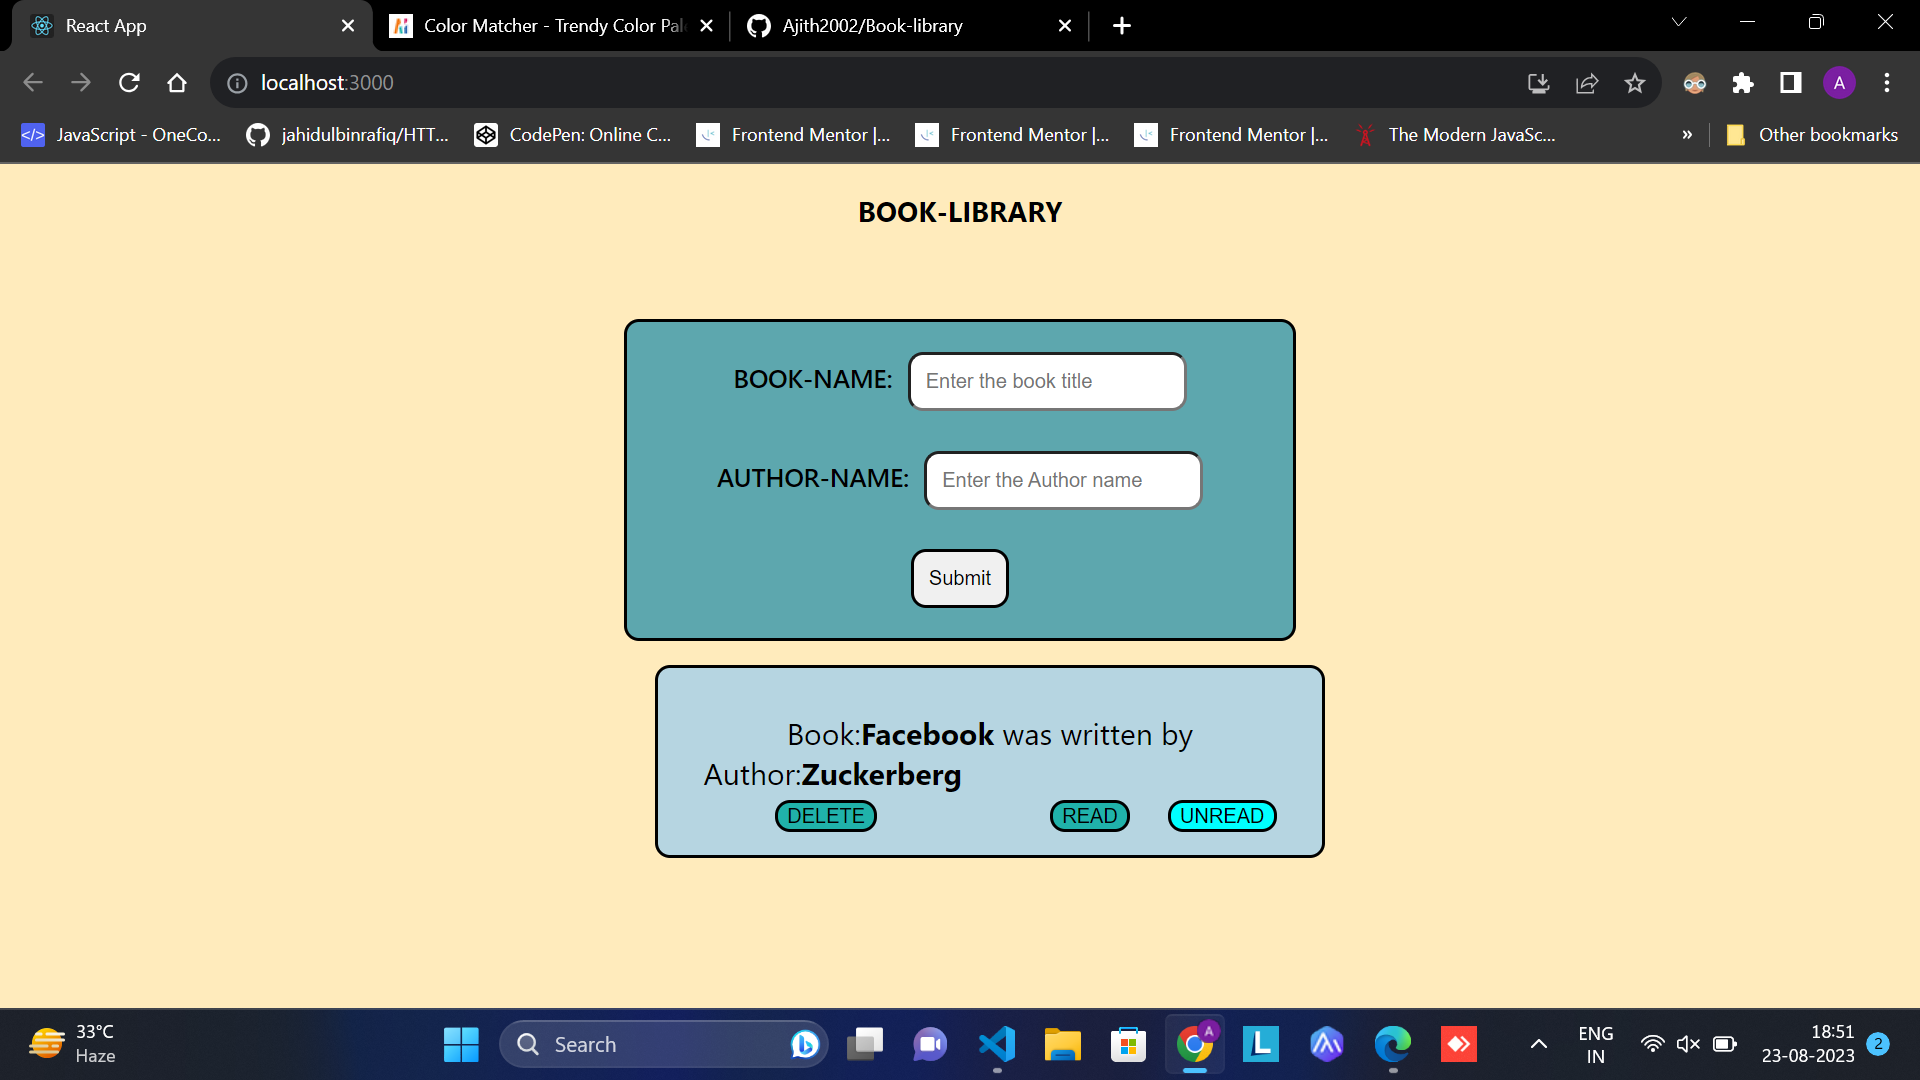 React App
Color Matcher - Trendy Color Pal
Ajith2002/Book-library
localhost:3000
A
</> JavaScript - OneCo...
jahidulbinrafiq/HTT...
CodePen: Online C...
Frontend Mentor |...
Frontend Mentor |...
Frontend Mentor |...
The Modern JavaSc...
»
Other bookmarks
BOOK-LIBRARY
BOOK-NAME: Enter the book title
AUTHOR-NAME: Enter the Author name
Submit
Book:Facebook was written by
Author:Zuckerberg
DELETE READ UNREAD
33°C
Haze
Search
A
L
ENG
IN
18:51
23-08-2023
2